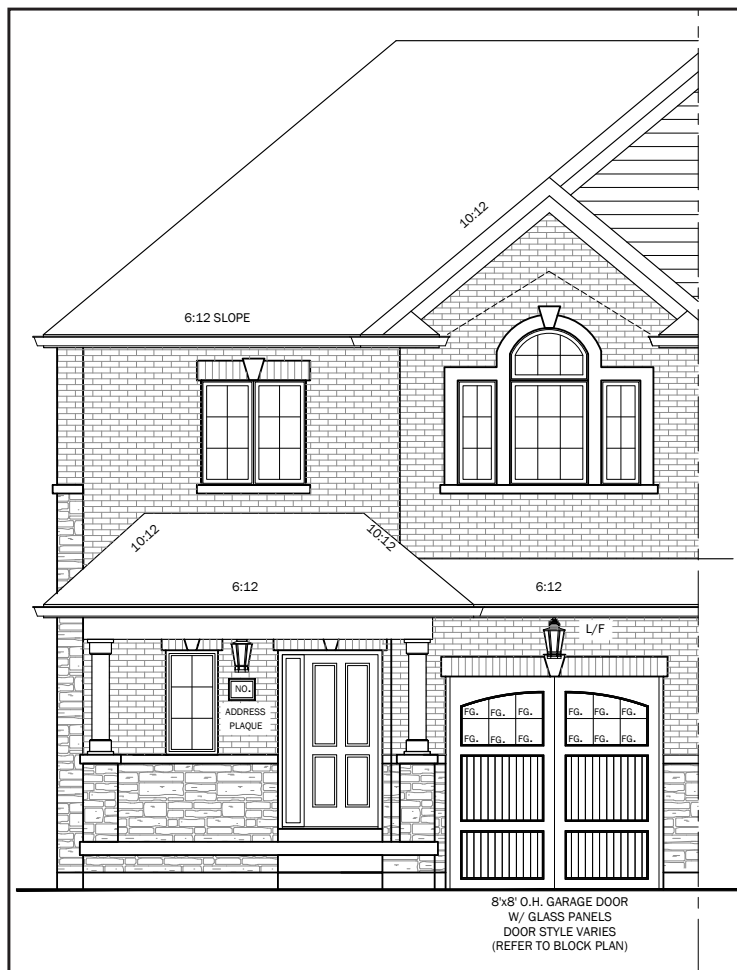 10:12
6:12 SLOPE
10:12
10:12
6:12
6:12
L/F
NO.
ADDRESS
PLAQUE
FG. FG. FG. FG. FG. FG.
FG. FG. FG. FG. FG. FG.
8'x8' O.H. GARAGE DOOR
W/ GLASS PANELS
DOOR STYLE VARIES
(REFER TO BLOCK PLAN)